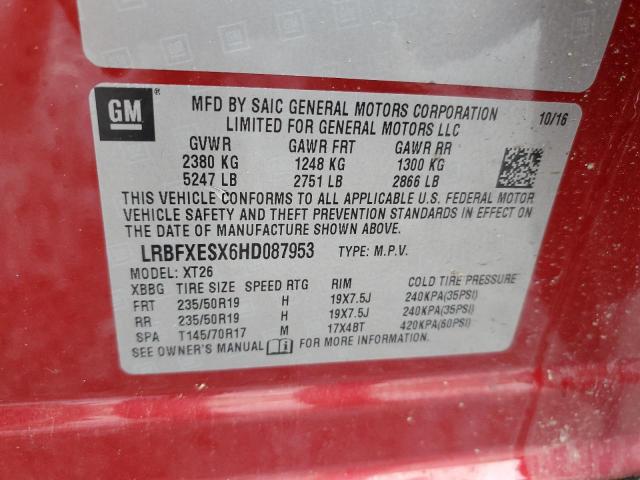 GM ®
MFD BY SAIC GENERAL MOTORS CORPORATION 10/16
LIMITED FOR GENERAL MOTORS LLC
GVWR GAWR FRT GAWR RR
2380 KG 1248 KG 1300 KG
5247 LB 2751 LB 2866 LB
THIS VEHICLE CONFORMS TO ALL APPLICABLE U.S. FEDERAL MOTOR
VEHICLE SAFETY AND THEFT PREVENTION STANDARDS IN EFFECT ON
THE DATE OF MANUFACTURE SHOWN ABOVE.
LRBFXESX6HD087953 TYPE: M.P.V.
MODEL: XT26
XBBG TIRE SIZE SPEED RTG RIM COLD TIRE PRESSURE
FRT 235/50R19 H 19X7.5J 240KPA(35PSI)
RR 235/50R19 H 19X7.5J 240KPA(35PSI)
SPA T145/70R17 M 17X4BT 420KPA(60PSI)
SEE OWNER'S MANUAL FOR MORE INFORMATION.